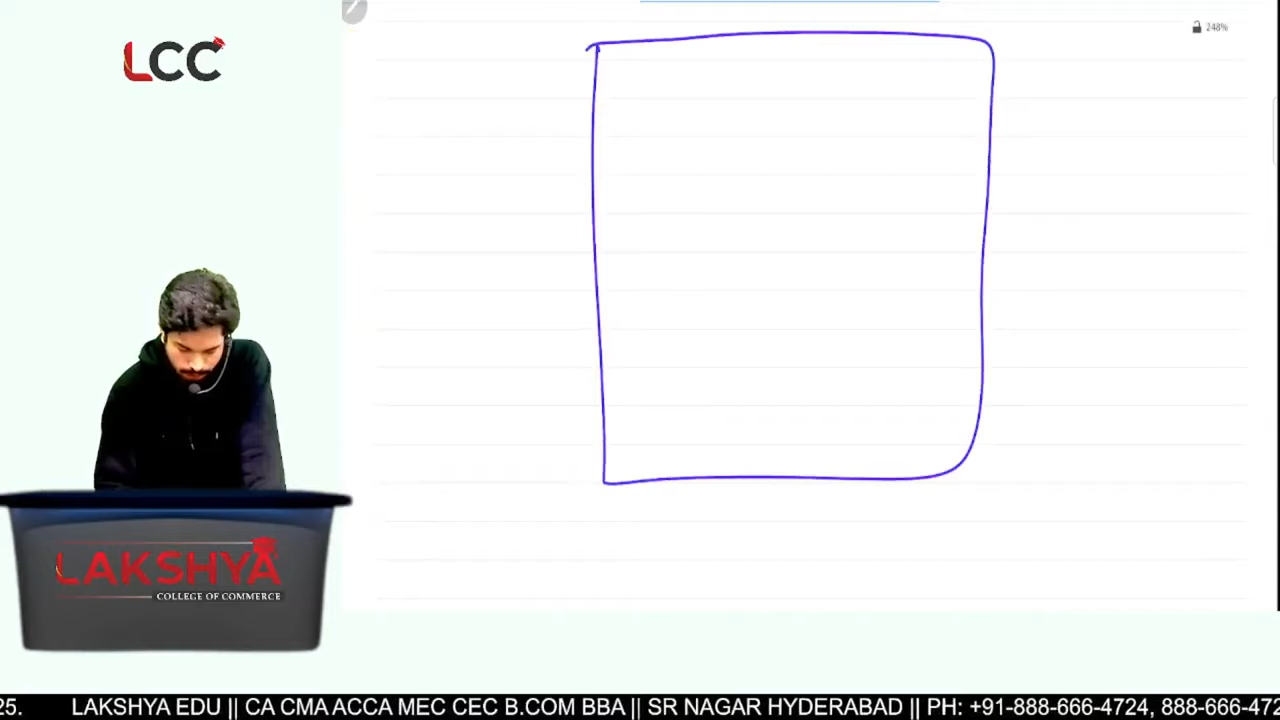 LCC
248%
LAKSHYA
COLLEGE OF COMMERCE
25. LAKSHYA EDU || CA CMA ACCA MEC CEC B.COM BBA || SR NAGAR HYDERABAD || PH: +91-888-666-4724, 888-666-472